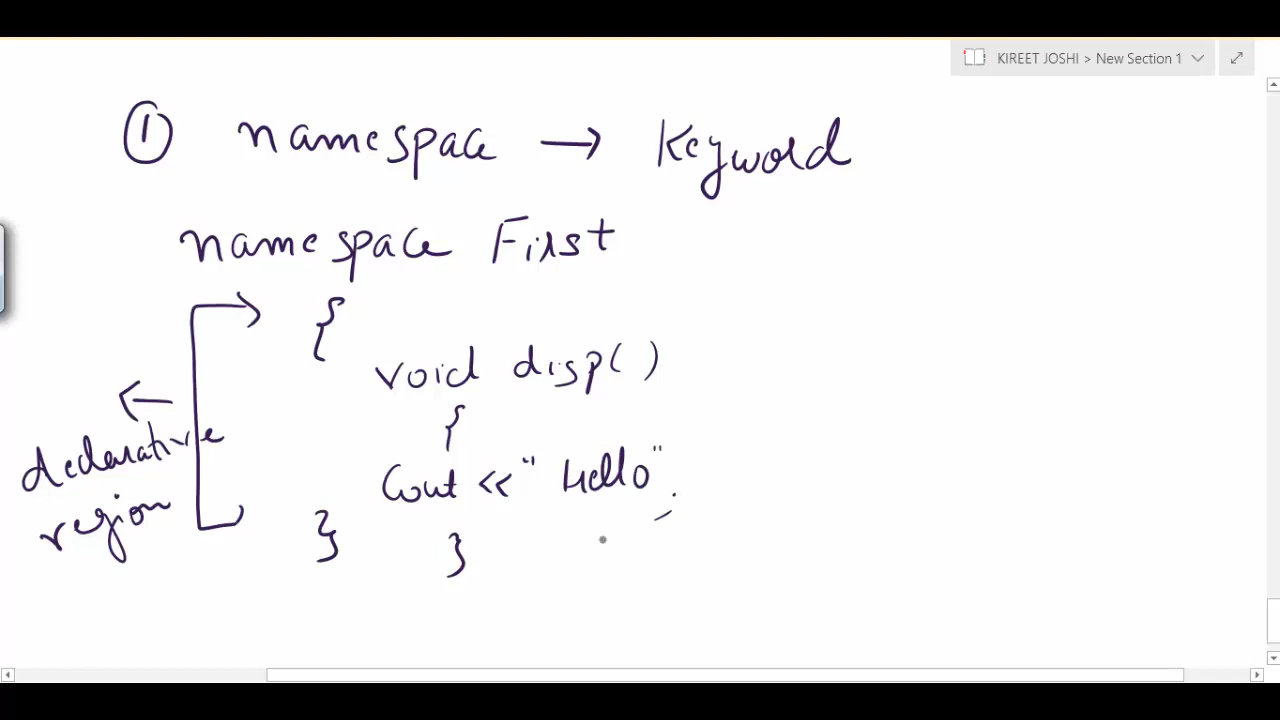 KIREET JOSHI > New Section 1
① namespace → Keyword
namespace First
{
void disp()
{
Cout << "Hello";
} }
declarative
region